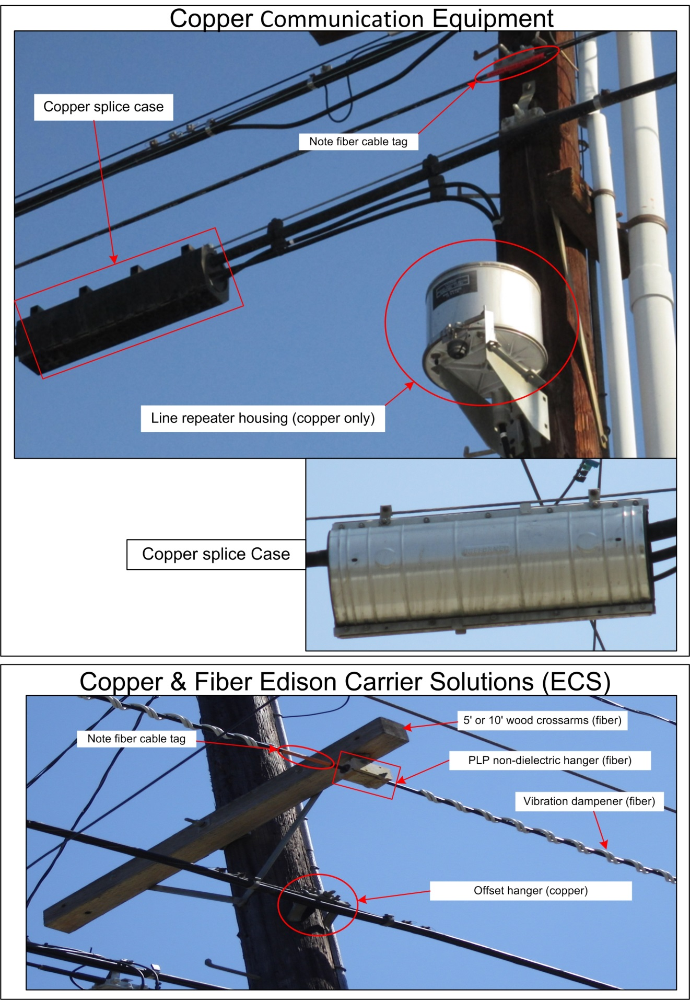 Copper Communication Equipment
Copper splice case
Note fiber cable tag
Line repeater housing (copper only)
Copper splice Case
Copper & Fiber Edison Carrier Solutions (ECS)
5' or 10' wood crossarms (fiber)
Note fiber cable tag
PLP non-dielectric hanger (fiber)
Vibration dampener (fiber)
Offset hanger (copper)